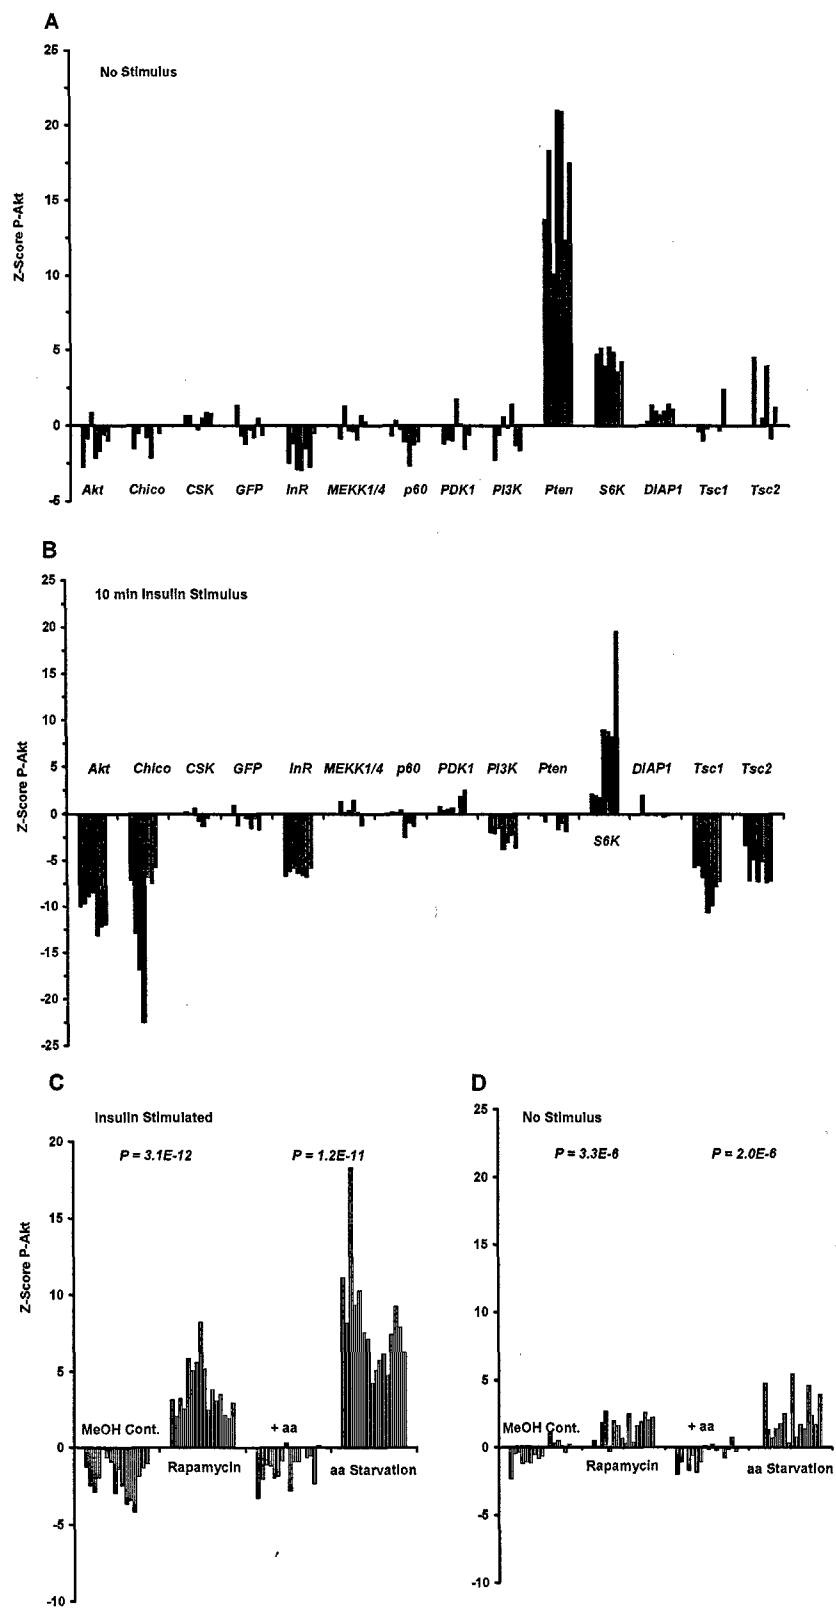 A
25
No Stimulus
20
15
Z-Score P-Akt
10
5
0
-5
Akt Chico CSK GFP InR MEKK1/4 p60 PDK1 PI3K Pten S6K DIAP1 Tsc1 Tsc2
B
25
10 min Insulin Stimulus
20
15
10
Z-Score P-Akt
5
Akt Chico CSK GFP InR MEKK1/4 p60 PDK1 PI3K Pten DIAP1 Tsc1 Tsc2
0
S6K
-5
-10
-15
-20
-25
C
Insulin Stimulated
20
P = 3.1E-12 P = 1.2E-11
15
Z-Score P-Akt
10
5
MeOH Cont. + aa
0
Rapamycin aa Starvation
-5
-10
D
25
No Stimulus
P = 3.3E-6 P = 2.0E-6
20
15
10
5
MeOH Cont. + aa
0
Rapamycin aa Starvation
-5
-10